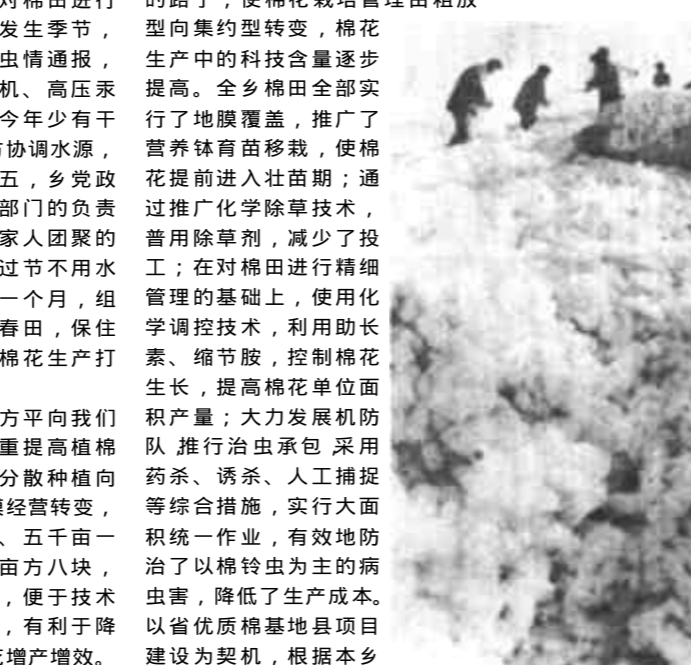 对棉田进行
发生季节，
虫情通报，
机、高压汞
今年少有干
协调水源，
五，乡党政
部门的负责
家人团聚的
过节不用水
一个月，组
春田，保住
棉花生产打
方平向我们
重提高植棉
分散种植向
经营转变，
、五千亩一
亩方八块，
，便于技术
，有利于降
增产增效。
的路子，使棉花栽培管理由粗放
型向集约型转变，棉花
生产中的科技含量逐步
提高。全乡棉田全部实
行了地膜覆盖，推广了
营养钵育苗移栽，使棉
花提前进入壮苗期；通
过推广化学除草技术，
普用除草剂，减少了投
工；在对棉田进行精细
管理的基础上，使用化
学调控技术，利用助长
素、缩节胺，控制棉花
生长，提高棉花单位面
积产量；大力发展机防
队，推行治虫承包，采用
药杀、诱杀、人工捕捉
等综合措施，实行大面
积统一作业，有效地防
治了以棉铃虫为主的病
虫害，降低了生产成本。
以省优质棉基地县项目
建设为契机，根据本乡